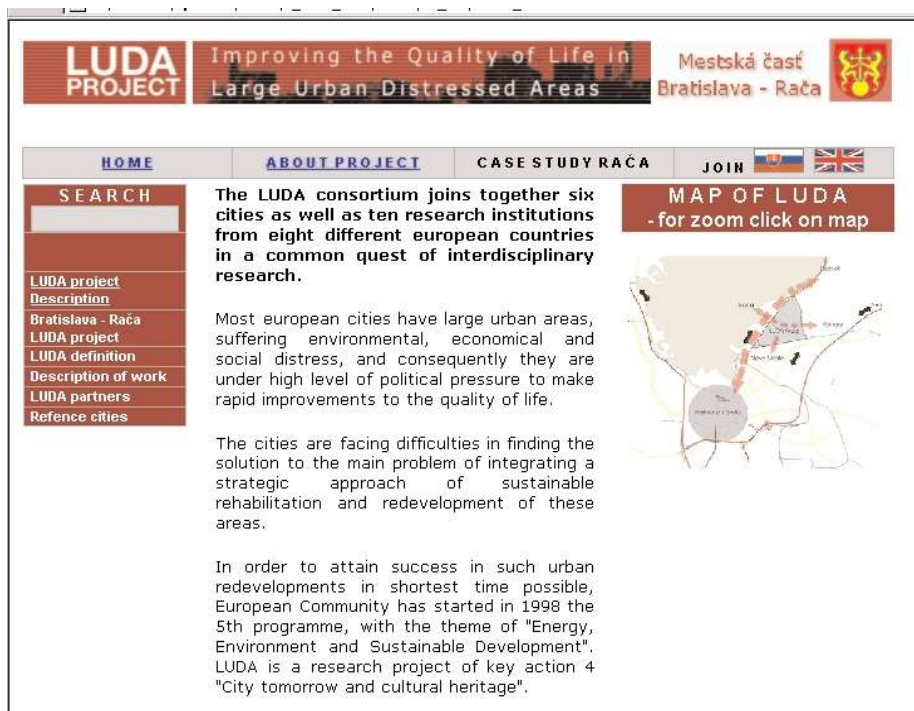 LUDA
PROJECT
Improving the Quality of Life in
Large Urban Distressed Areas
Mestská časť
Bratislava - Rača
HOME
ABOUT PROJECT
CASE STUDY RAČA
JOIN
SEARCH
LUDA project
Description
Bratislava - Rača
LUDA project
LUDA definition
Description of work
LUDA partners
Refence cities
The LUDA consortium joins together six
cities as well as ten research institutions
from eight different european countries
in a common quest of interdisciplinary
research.
Most european cities have large urban areas,
suffering environmental, economical and
social distress, and consequently they are
under high level of political pressure to make
rapid improvements to the quality of life.
The cities are facing difficulties in finding the
solution to the main problem of integrating a
strategic approach of sustainable
rehabilitation and redevelopment of these
areas.
In order to attain success in such urban
redevelopments in shortest time possible,
European Community has started in 1998 the
5th programme, with the theme of "Energy,
Environment and Sustainable Development".
LUDA is a research project of key action 4
"City tomorrow and cultural heritage".
MAP OF LUDA
- for zoom click on map